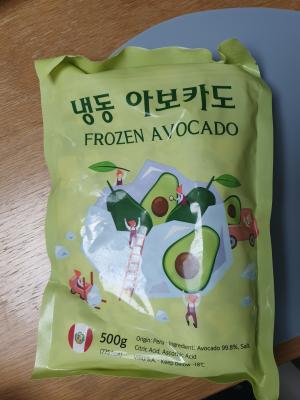 냉동 아보카도
FROZEN AVOCADO
500g
Origin: Peru · Ingredient: Avocado 99.8%, Salt,
Citric Acid, Ascorbic Acid
Keep Below -18℃